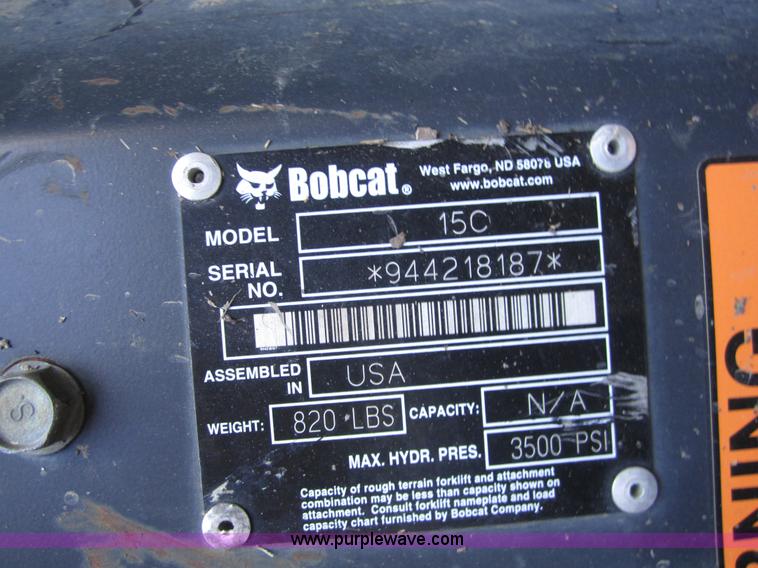 Bobcat®
West Fargo, ND 58078 USA
www.bobcat.com
MODEL 15C
SERIAL NO. *944218187*
ASSEMBLED IN USA
WEIGHT: 820 LBS CAPACITY: N/A
MAX. HYDR. PRES. 3500 PSI
Capacity of rough terrain forklift and attachment
combination may be less than capacity shown on
attachment. Consult forklift nameplate and load
capacity chart furnished by Bobcat Company.
S
www.purplewave.com